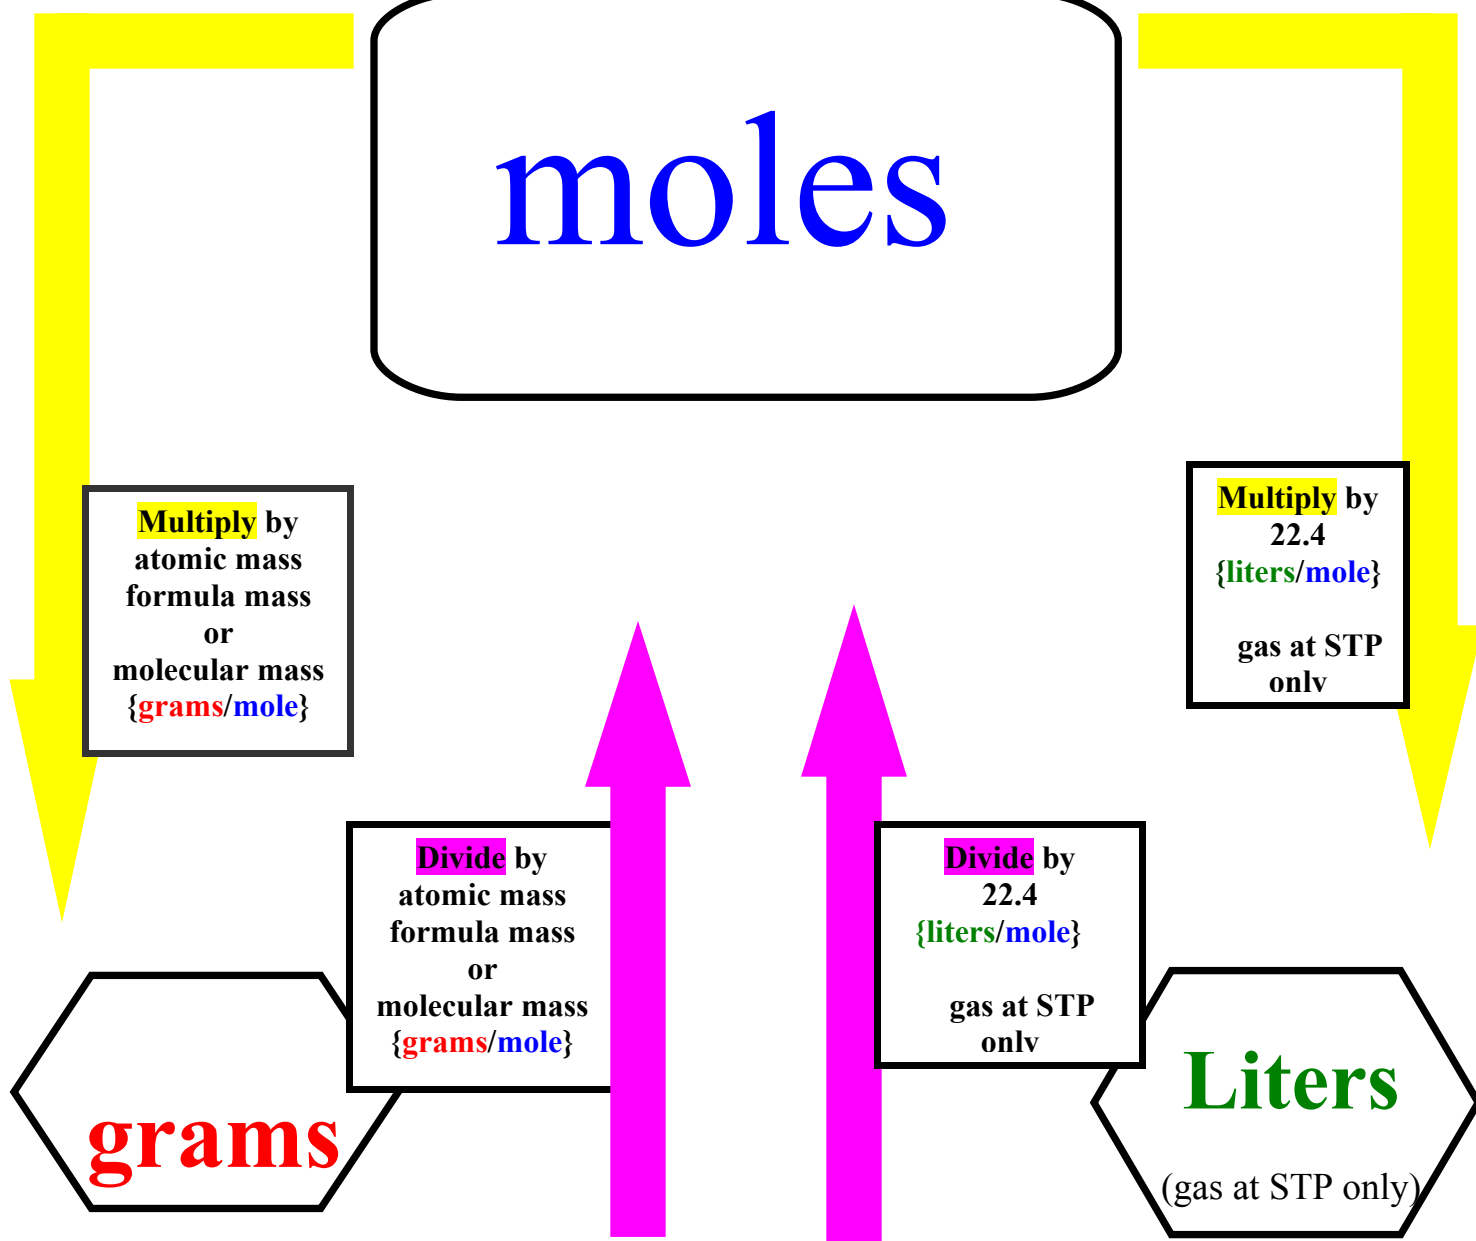 moles
Multiply by
atomic mass
formula mass
or
molecular mass
{grams/mole}
Multiply by
22.4
{liters/mole}
gas at STP
only
Divide by
atomic mass
formula mass
or
molecular mass
{grams/mole}
Divide by
22.4
{liters/mole}
gas at STP
only
grams
Liters
(gas at STP only)